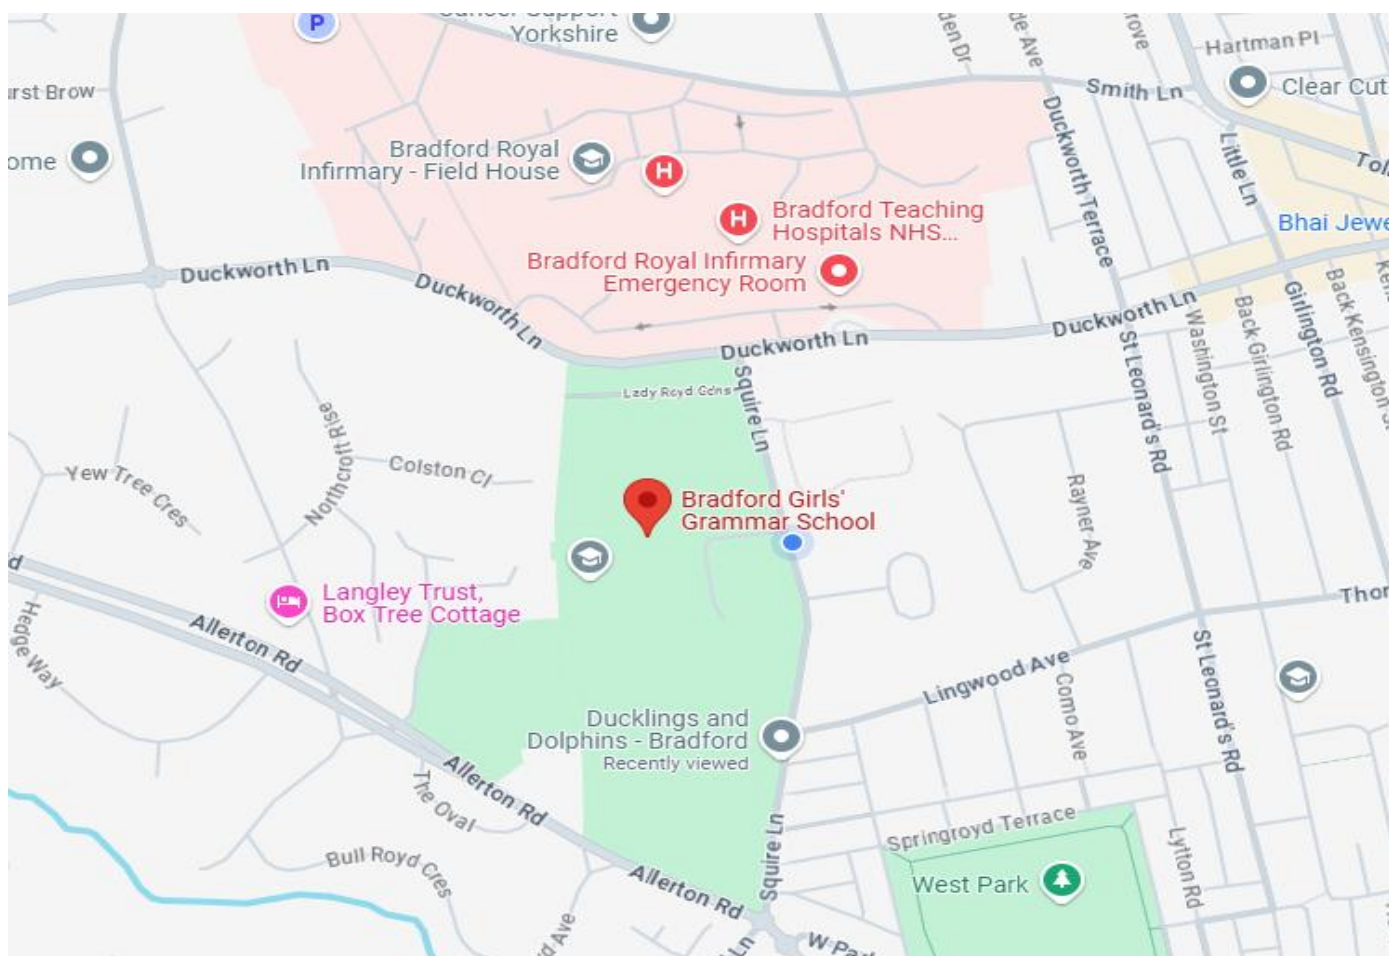 P
Cancer Support
Yorkshire
Hartman Pl
Smith Ln
Clear Cut
urst Brow
ome
Bradford Royal
Infirmary - Field House
H
H
Bradford Teaching
Hospitals NHS...
Bradford Royal Infirmary
Emergency Room
Duckworth Terrace
Little Ln
Bhai Jewe
Duckworth Ln
Duckworth Ln
Duckworth Ln
Duckworth Ln
Girlington Rd
Back Girlington Rd
Washington St
St Leonard's Rd
Lady Royd Gdns
Squire Ln
Northcroft Rise
Colston Cl
Yew Tree Cres
Bradford Girls'
Grammar School
Rayner Ave
Langley Trust,
Box Tree Cottage
Hedge Way
Allerton Rd
Lingwood Ave
Como Ave
St Leonard's Rd
Ducklings and
Dolphins - Bradford
Recently viewed
Allerton Rd
The Oval
Bull Royd Cres
Squire Ln
Springroyd Terrace
Lytton Rd
West Park
Allerton Rd